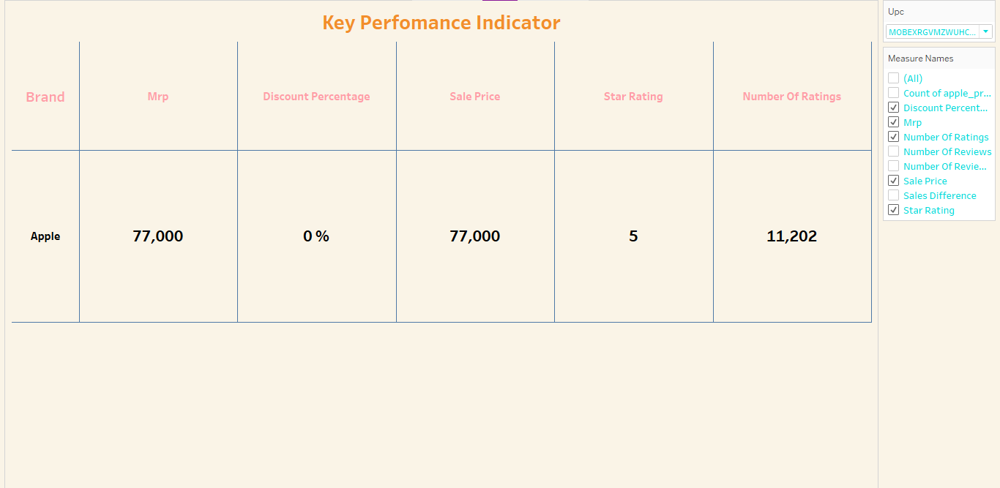 Key Perfomance Indicator
Brand Mrp Discount Percentage Sale Price Star Rating Number Of Ratings
Apple 77,000 0 % 77,000 5 11,202
Upc
MOBEXRGVMZWUHC...
Measure Names
(All)
Count of apple_pr...
Discount Percent...
Mrp
Number Of Ratings
Number Of Reviews
Number Of Revie...
Sale Price
Sales Difference
Star Rating